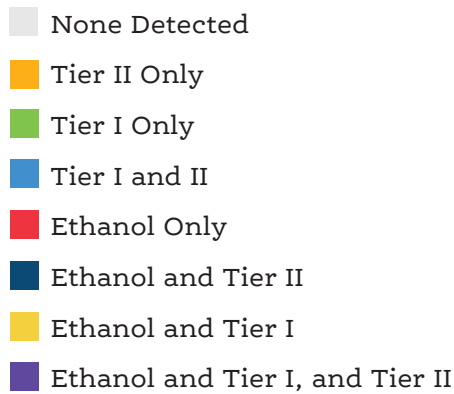 None Detected
Tier II Only
Tier I Only
Tier I and II
Ethanol Only
Ethanol and Tier II
Ethanol and Tier I
Ethanol and Tier I, and Tier II